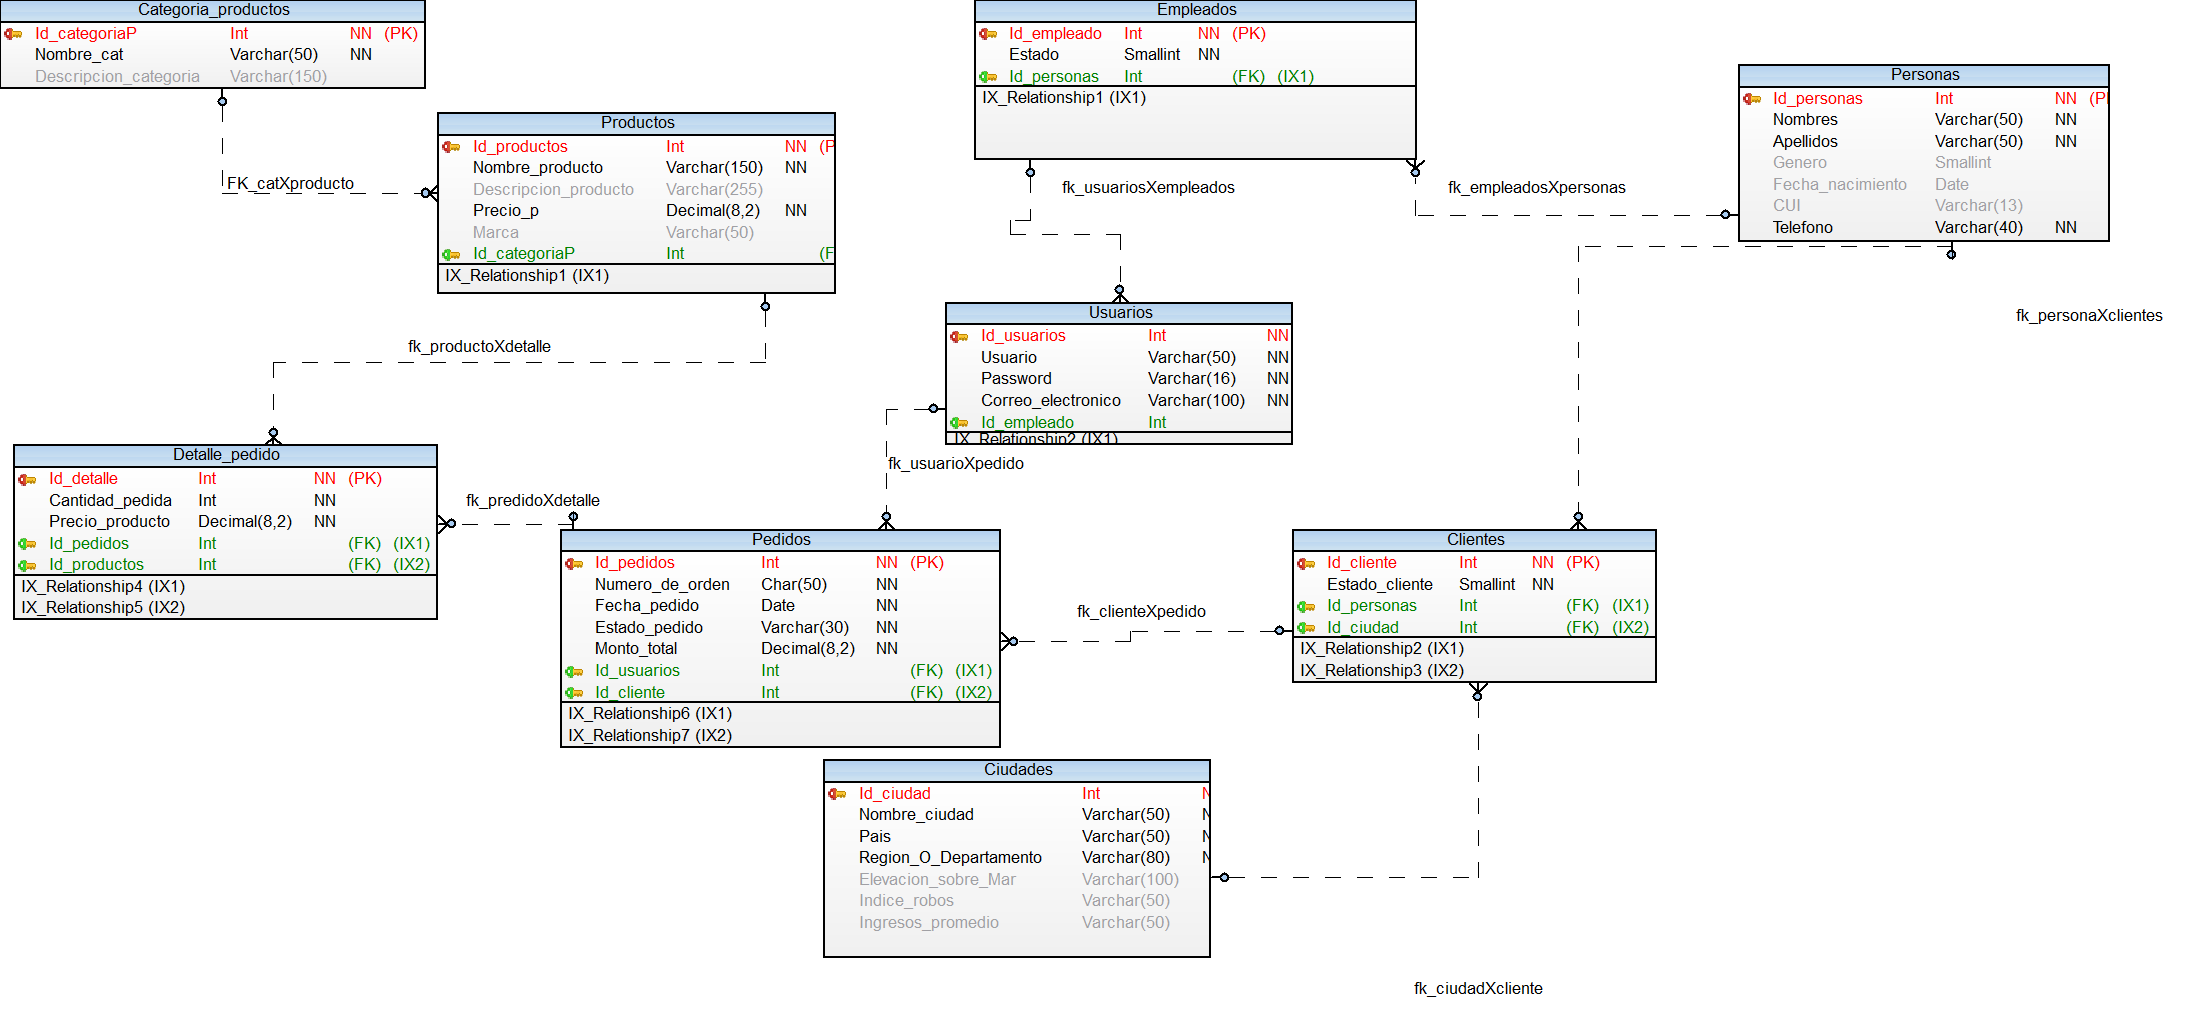 Categoria_productos
Id_categoriaP Int NN (PK)
Nombre_cat Varchar(50) NN
Descripcion_categoria Varchar(150)
Empleados
Id_empleado Int NN (PK)
Estado Smallint NN
Id_personas Int (FK) (IX1)
IX_Relationship1 (IX1)
Personas
Id_personas Int NN (P
Nombres Varchar(50) NN
Apellidos Varchar(50) NN
Genero Smallint
Fecha_nacimiento Date
CUI Varchar(13)
Telefono Varchar(40) NN
Productos
Id_productos Int NN (P
Nombre_producto Varchar(150) NN
Descripcion_producto Varchar(255)
Precio_p Decimal(8,2) NN
Marca Varchar(50)
Id_categoriaP Int (F
IX_Relationship1 (IX1)
FK_catXproducto
fk_usuariosXempleados
fk_empleadosXpersonas
fk_personaXclientes
fk_productoXdetalle
Usuarios
Id_usuarios Int NN
Usuario Varchar(50) NN
Password Varchar(16) NN
Correo_electronico Varchar(100) NN
Id_empleado Int
IX_Relationship2 (IX1)
fk_usuarioXpedido
Detalle_pedido
Id_detalle Int NN (PK)
Cantidad_pedida Int NN
Precio_producto Decimal(8,2) NN
Id_pedidos Int (FK) (IX1)
Id_productos Int (FK) (IX2)
IX_Relationship4 (IX1)
IX_Relationship5 (IX2)
fk_predidoXdetalle
Pedidos
Id_pedidos Int NN (PK)
Numero_de_orden Char(50) NN
Fecha_pedido Date NN
Estado_pedido Varchar(30) NN
Monto_total Decimal(8,2) NN
Id_usuarios Int (FK) (IX1)
Id_cliente Int (FK) (IX2)
IX_Relationship6 (IX1)
IX_Relationship7 (IX2)
fk_clienteXpedido
Clientes
Id_cliente Int NN (PK)
Estado_cliente Smallint NN
Id_personas Int (FK) (IX1)
Id_ciudad Int (FK) (IX2)
IX_Relationship2 (IX1)
IX_Relationship3 (IX2)
Ciudades
Id_ciudad Int N
Nombre_ciudad Varchar(50) N
Pais Varchar(50) N
Region_O_Departamento Varchar(80) N
Elevacion_sobre_Mar Varchar(100)
Indice_robos Varchar(50)
Ingresos_promedio Varchar(50)
fk_ciudadXcliente